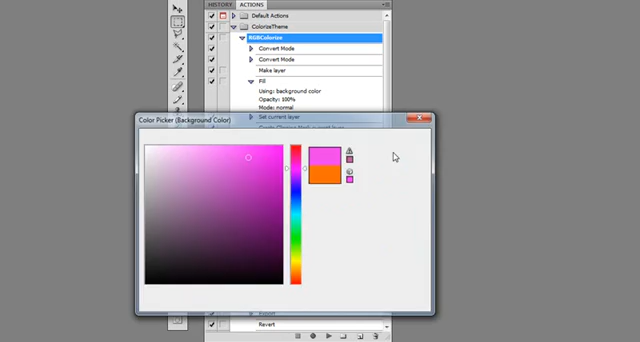 HISTORY ACTIONS
Default Actions
ColorizeTheme
RGBColorize
Convert Mode
Convert Mode
Make layer
Fill
Using: background color
Opacity: 100%
Mode: normal
Set current layer
Color Picker (Background Color)
Export
Revert